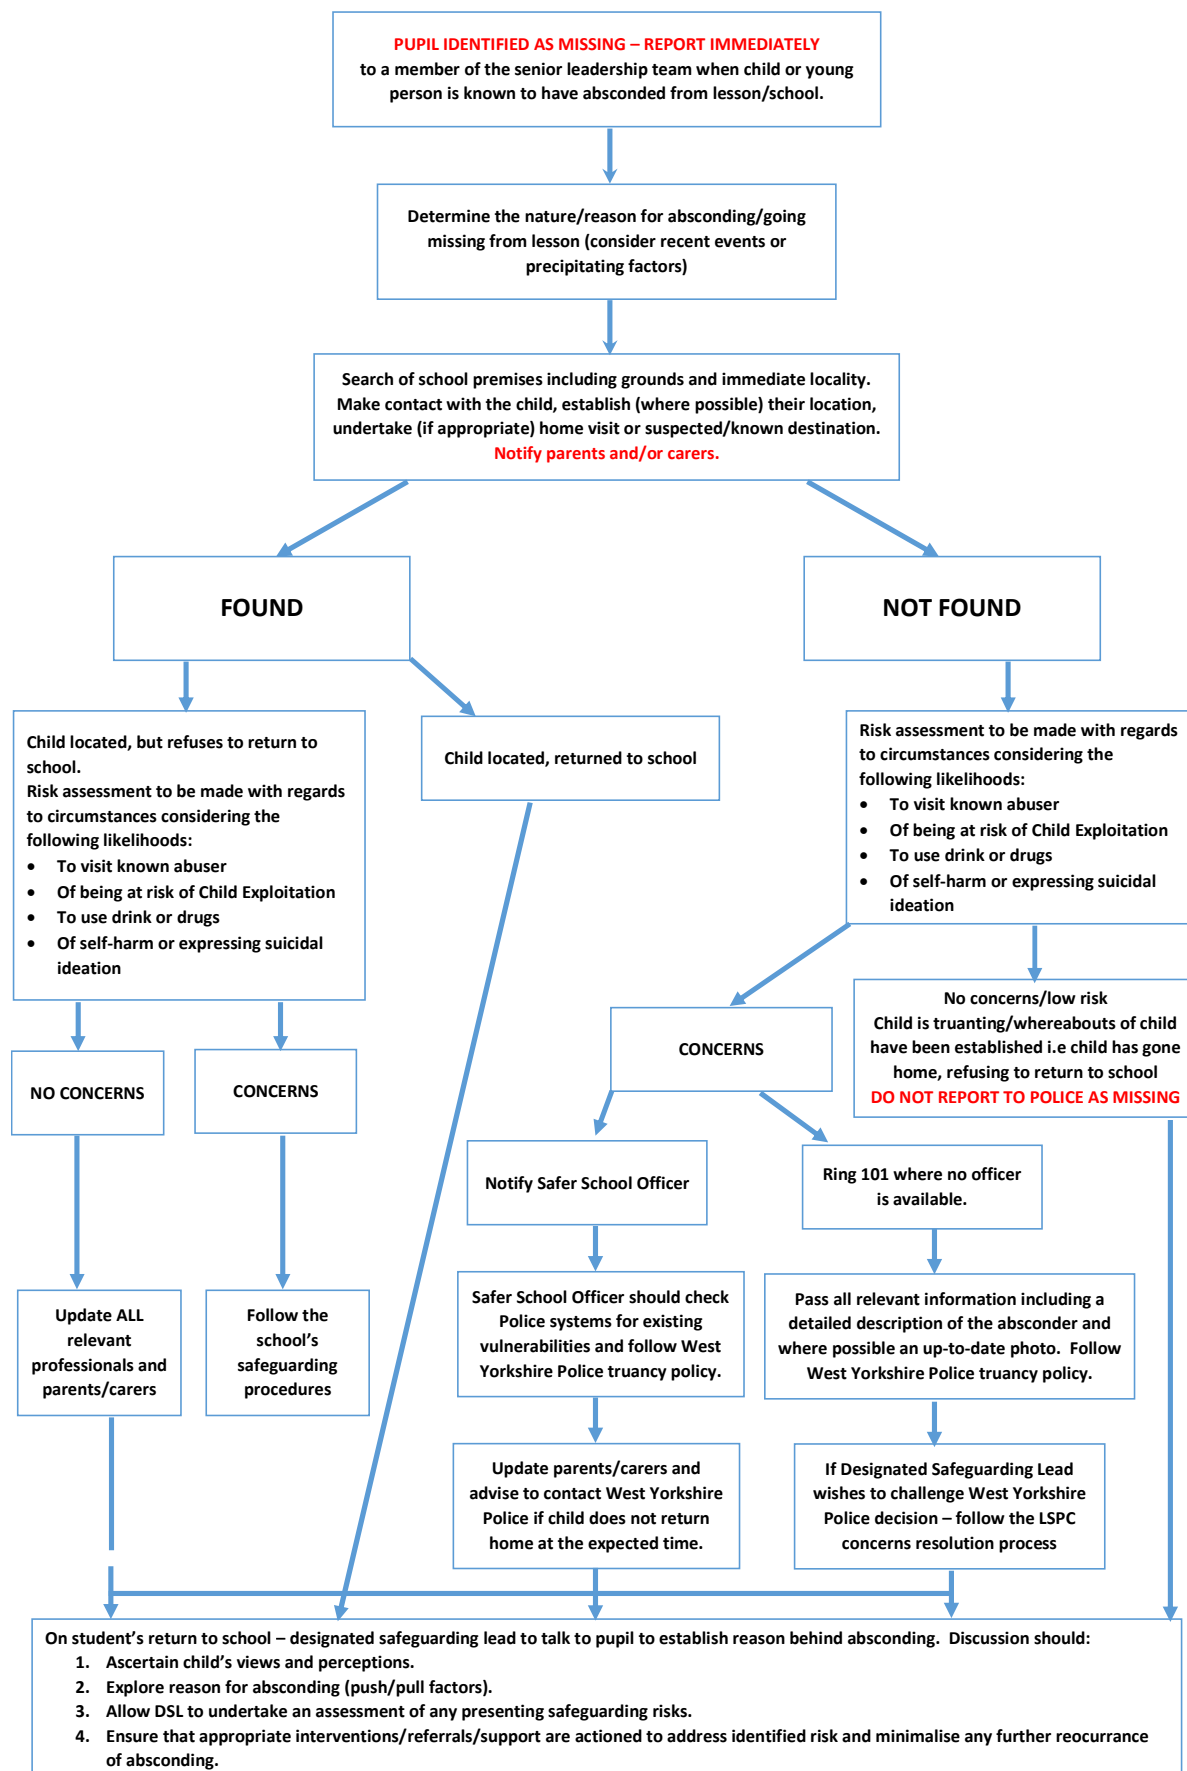 PUPIL IDENTIFIED AS MISSING – REPORT IMMEDIATELY
to a member of the senior leadership team when child or young
person is known to have absconded from lesson/school.
Determine the nature/reason for absconding/going
missing from lesson (consider recent events or
precipitating factors)
Search of school premises including grounds and immediate locality.
Make contact with the child, establish (where possible) their location,
undertake (if appropriate) home visit or suspected/known destination.
Notify parents and/or carers.
FOUND
NOT FOUND
Child located, but refuses to return to
school.
Risk assessment to be made with regards
to circumstances considering the
following likelihoods:
• To visit known abuser
• Of being at risk of Child Exploitation
• To use drink or drugs
• Of self-harm or expressing suicidal
ideation
Child located, returned to school
Risk assessment to be made with regards
to circumstances considering the
following likelihoods:
• To visit known abuser
• Of being at risk of Child Exploitation
• To use drink or drugs
• Of self-harm or expressing suicidal
ideation
NO CONCERNS
CONCERNS
CONCERNS
No concerns/low risk
Child is truanting/whereabouts of child
have been established i.e child has gone
home, refusing to return to school
DO NOT REPORT TO POLICE AS MISSING
Notify Safer School Officer
Ring 101 where no officer
is available.
Update ALL
relevant
professionals and
parents/carers
Follow the
school's
safeguarding
procedures
Safer School Officer should check
Police systems for existing
vulnerabilities and follow West
Yorkshire Police truancy policy.
Pass all relevant information including a
detailed description of the absconder and
where possible an up-to-date photo.  Follow
West Yorkshire Police truancy policy.
Update parents/carers and
advise to contact West Yorkshire
Police if child does not return
home at the expected time.
If Designated Safeguarding Lead
wishes to challenge West Yorkshire
Police decision – follow the LSPC
concerns resolution process
On student's return to school – designated safeguarding lead to talk to pupil to establish reason behind absconding.  Discussion should:
1. Ascertain child's views and perceptions.
2. Explore reason for absconding (push/pull factors).
3. Allow DSL to undertake an assessment of any presenting safeguarding risks.
4. Ensure that appropriate interventions/referrals/support are actioned to address identified risk and minimalise any further reocurrance
of absconding.